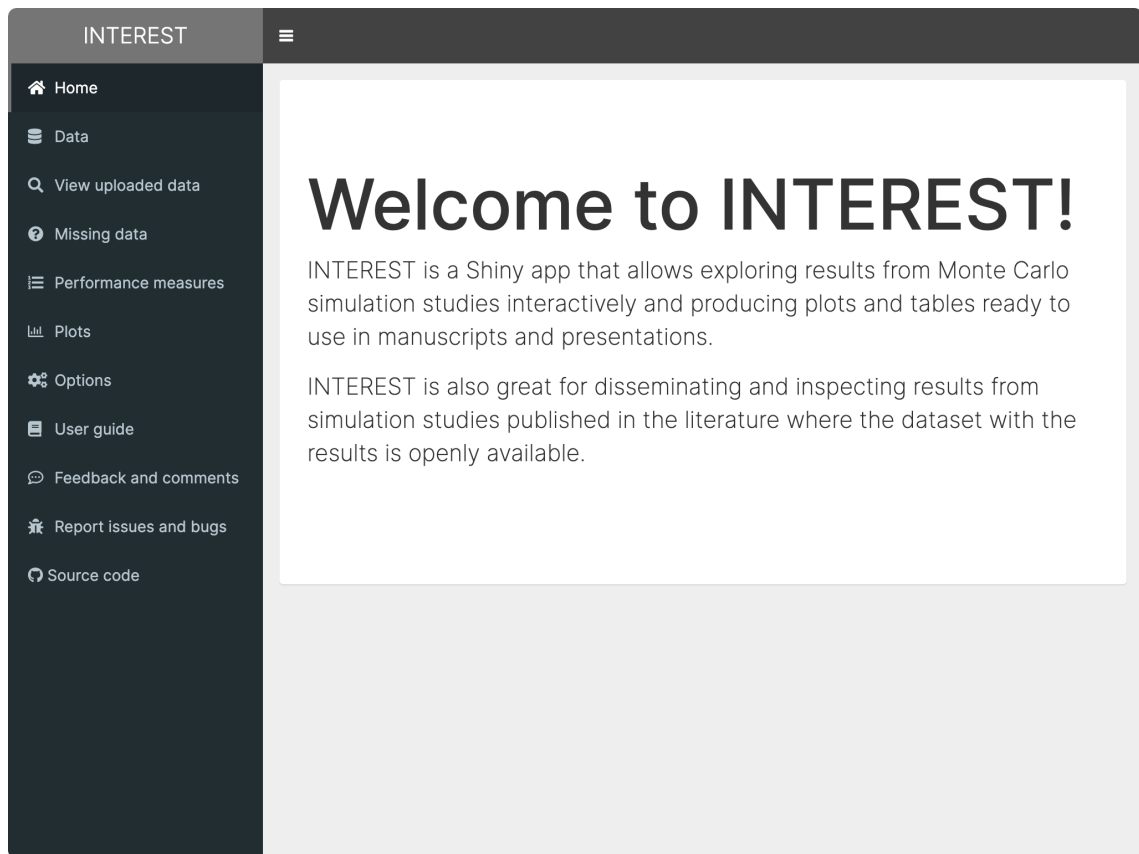 INTEREST
Home
Data
View uploaded data
Missing data
Performance measures
Plots
Options
User guide
Feedback and comments
Report issues and bugs
Source code
Welcome to INTEREST!
INTEREST is a Shiny app that allows exploring results from Monte Carlo
simulation studies interactively and producing plots and tables ready to
use in manuscripts and presentations.
INTEREST is also great for disseminating and inspecting results from
simulation studies published in the literature where the dataset with the
results is openly available.